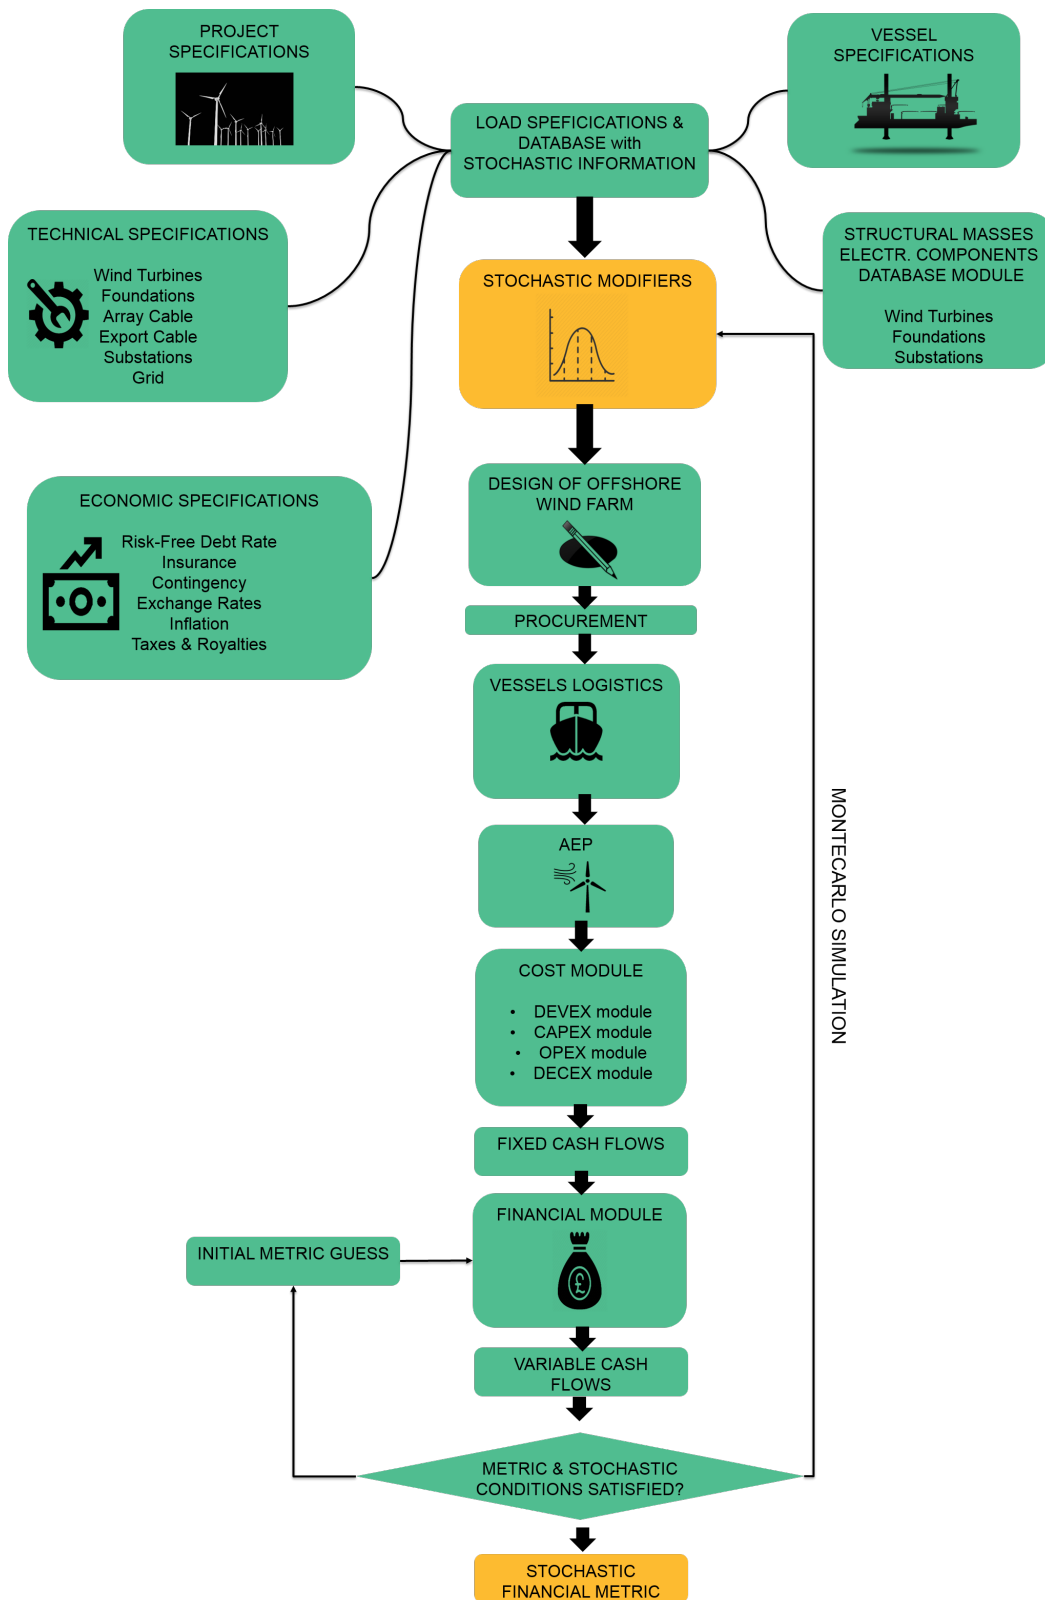 PROJECT
SPECIFICATIONS
VESSEL
SPECIFICATIONS
LOAD SPEFICICATIONS &
DATABASE with
STOCHASTIC INFORMATION
TECHNICAL SPECIFICATIONS
Wind Turbines
Foundations
Array Cable
Export Cable
Substations
Grid
STRUCTURAL MASSES
ELECTR. COMPONENTS
DATABASE MODULE
Wind Turbines
Foundations
Substations
STOCHASTIC MODIFIERS
ECONOMIC SPECIFICATIONS
Risk-Free Debt Rate
Insurance
Contingency
Exchange Rates
Inflation
Taxes & Royalties
DESIGN OF OFFSHORE
WIND FARM
PROCUREMENT
VESSELS LOGISTICS
AEP
MONTECARLO SIMULATION
COST MODULE
• DEVEX module
• CAPEX module
• OPEX module
• DECEX module
FIXED CASH FLOWS
FINANCIAL MODULE
£
INITIAL METRIC GUESS
VARIABLE CASH
FLOWS
METRIC & STOCHASTIC
CONDITIONS SATISFIED?
STOCHASTIC
FINANCIAL METRIC